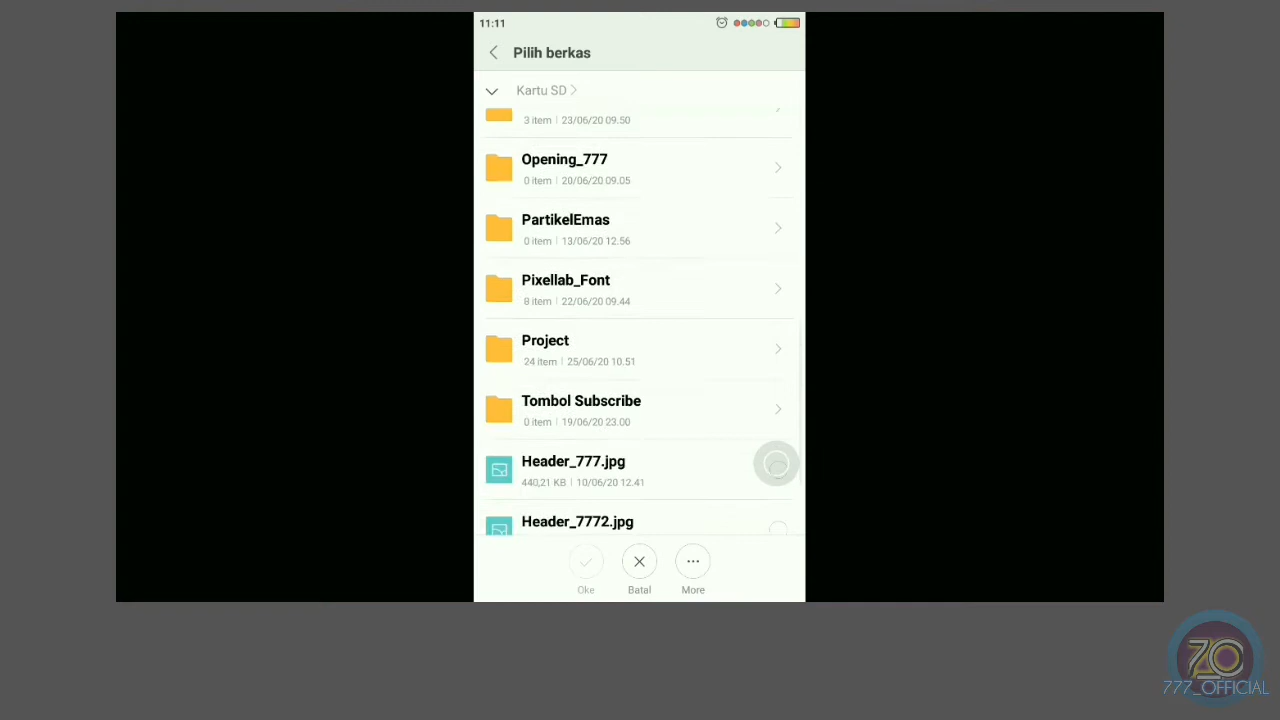 11:11
Pilih berkas
Kartu SD
3 item | 23/06/20 09.50
Opening_777
0 item | 20/06/20 09.05
PartikelEmas
0 item | 13/06/20 12.56
Pixellab_Font
8 item | 22/06/20 09.44
Project
24 item | 25/06/20 10.51
Tombol Subscribe
0 item | 19/06/20 23.00
Header_777.jpg
440,21 KB | 10/06/20 12.41
Header_7772.jpg
Oke Batal More
777_OFFICIAL